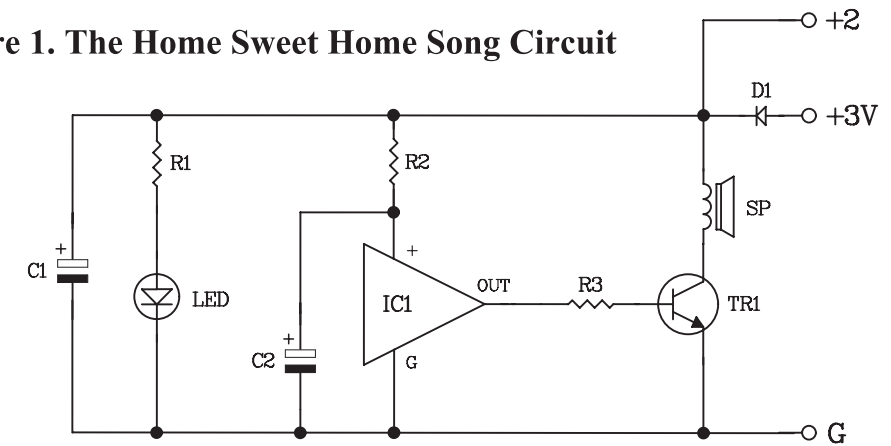 re 1. The Home Sweet Home Song Circuit
+2
D1
+3V
R1
R2
SP
+
C1
LED
+
IC1
OUT
R3
TR1
+
C2
G
G